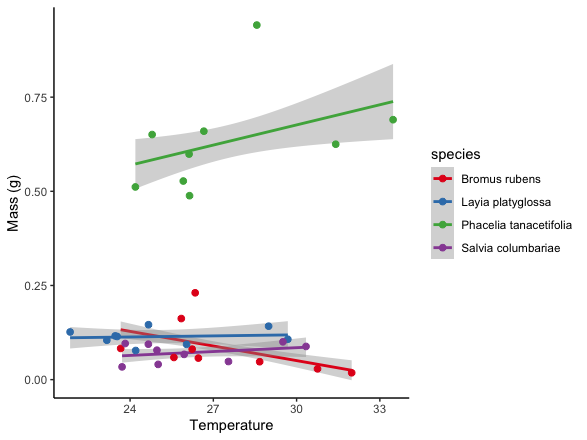 0.75
0.50
0.25
0.00
Mass (g)
24 27 30 33
Temperature
species
Bromus rubens
Layia platyglossa
Phacelia tanacetifolia
Salvia columbariae